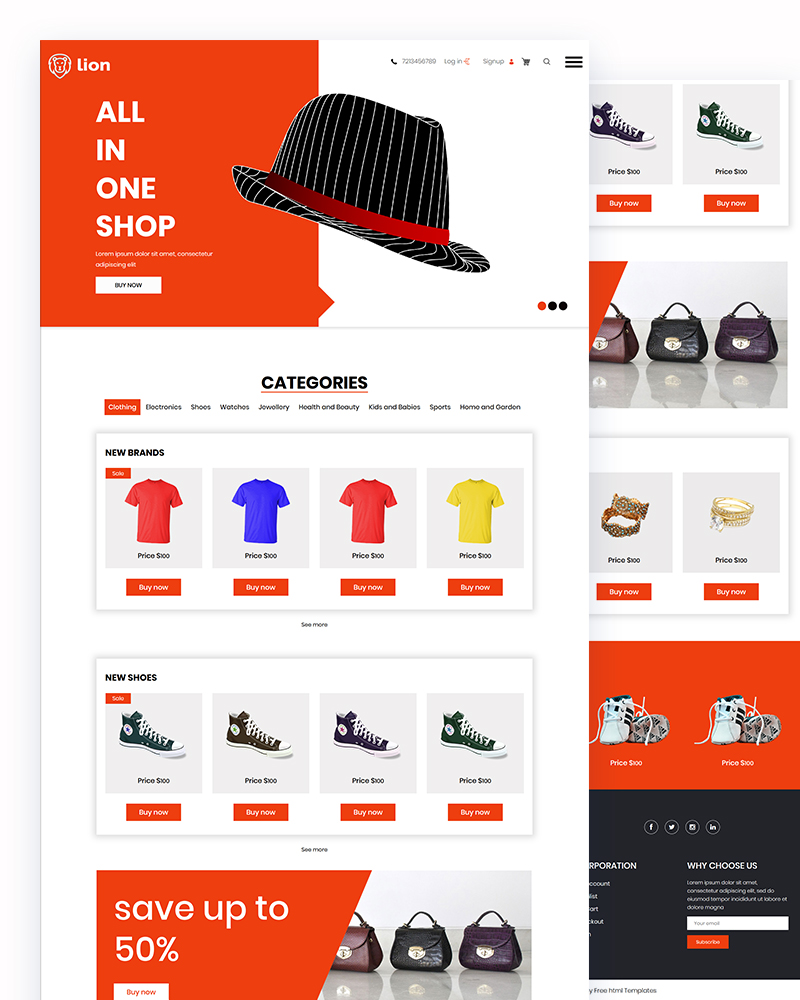 lion
7213456789 Log in Signup
ALL
IN
ONE
SHOP
Lorem ipsum dolor sit amet, consectetur
adipiscing elit
BUY NOW
CATEGORIES
Clothing Electronics Shoes Watches Jewellery Health and Beauty Kids and Babies Sports Home and Garden
NEW BRANDS
Sale
Price $100 Price $100 Price $100 Price $100
Buy now Buy now Buy now Buy now
See more
NEW SHOES
Sale
Price $100 Price $100 Price $100 Price $100
Buy now Buy now Buy now Buy now
See more
save up to
50%
Buy now
Price $100 Price $100
Buy now Buy now
Price $100 Price $100
Buy now Buy now
Price $100 Price $100
RPORATION
ccount
list
art
ckout
n
WHY CHOOSE US
Lorem ipsum dolor sit amet,
consectetur adipiscing elit, sed do
eiusmod tempor incididunt ut labore et
dolore magna
Your email
Subscribe
y Free html Templates